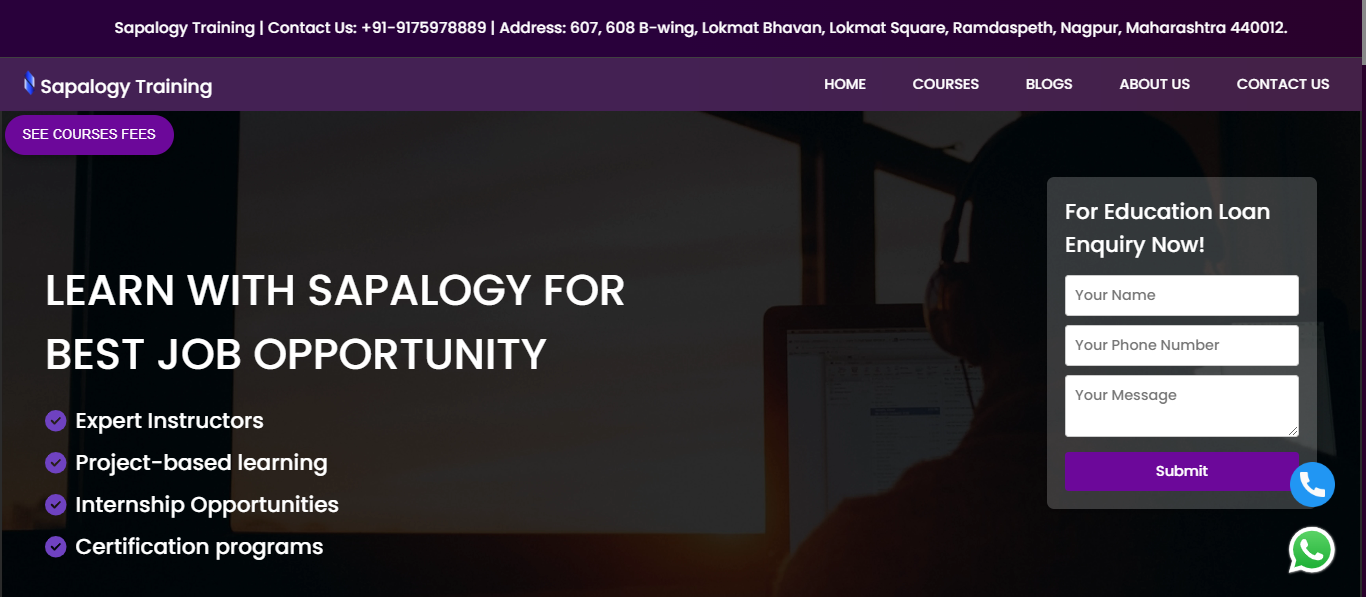 Sapalogy Training | Contact Us: +91-9175978889 | Address: 607, 608 B-wing, Lokmat Bhavan, Lokmat Square, Ramdaspeth, Nagpur, Maharashtra 440012.
Sapalogy Training
HOME
COURSES
BLOGS
ABOUT US
CONTACT US
SEE COURSES FEES
LEARN WITH SAPALOGY FOR
BEST JOB OPPORTUNITY
Expert Instructors
Project-based learning
Internship Opportunities
Certification programs
For Education Loan
Enquiry Now!
Your Name
Your Phone Number
Your Message
Submit